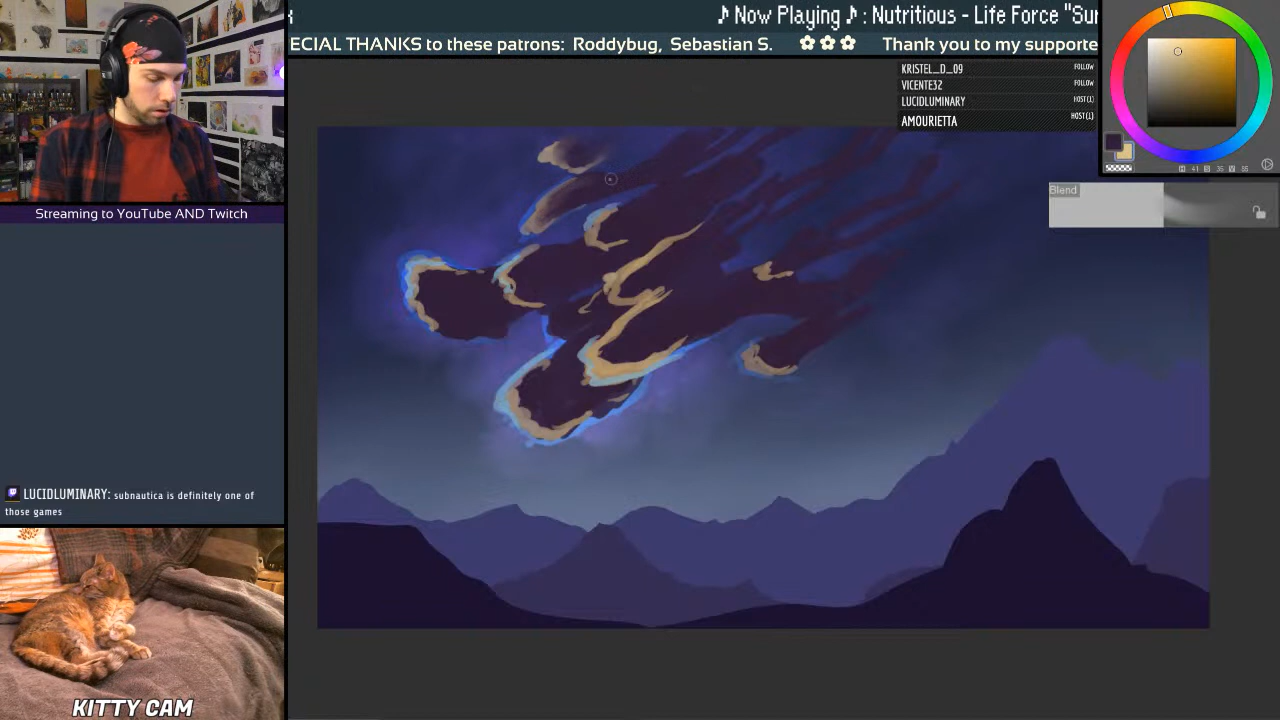 ♪ Now Playing ♪ : Nutritious - Life Force "Sur
ECIAL THANKS to these patrons: Roddybug, Sebastian S. ✿ ✿ ✿ Thank you to my supporte
KRISTEL_D_09 FOLLOW
VICENTE32 FOLLOW
LUCIDLUMINARY HOST(1)
AMOURIETTA HOST(1)
Blend
Streaming to YouTube AND Twitch
LUCIDLUMINARY: subnautica is definitely one of
those games
KITTY CAM